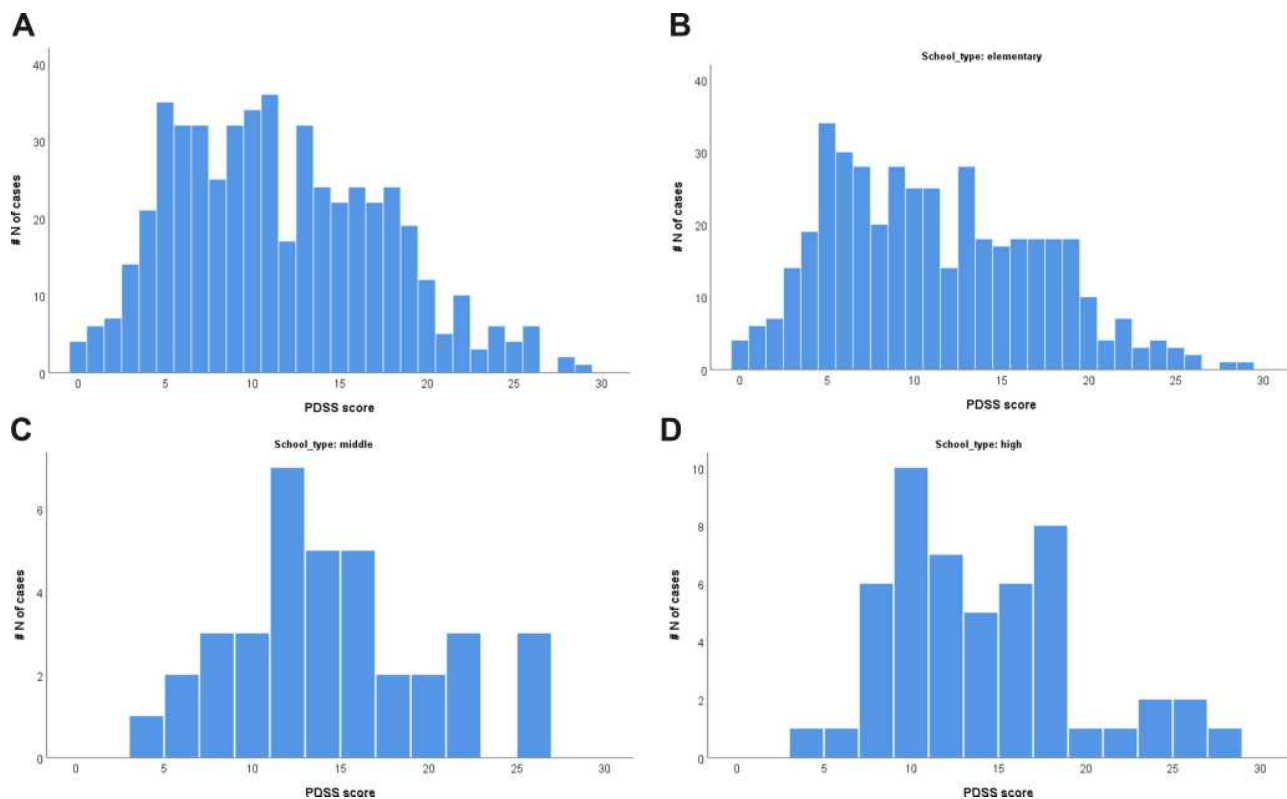 A
40
30
20
10
0
# N of cases
0 5 10 15 20 25 30
PDSS score
B
School_type: elementary
40
30
20
10
0
# N of cases
0 5 10 15 20 25 30
PDSS score
C
School_type: middle
6
4
2
0
# N of cases
0 5 10 15 20 25 30
PDSS score
D
School_type: high
10
8
6
4
2
0
# N of cases
0 5 10 15 20 25 30
PDSS score